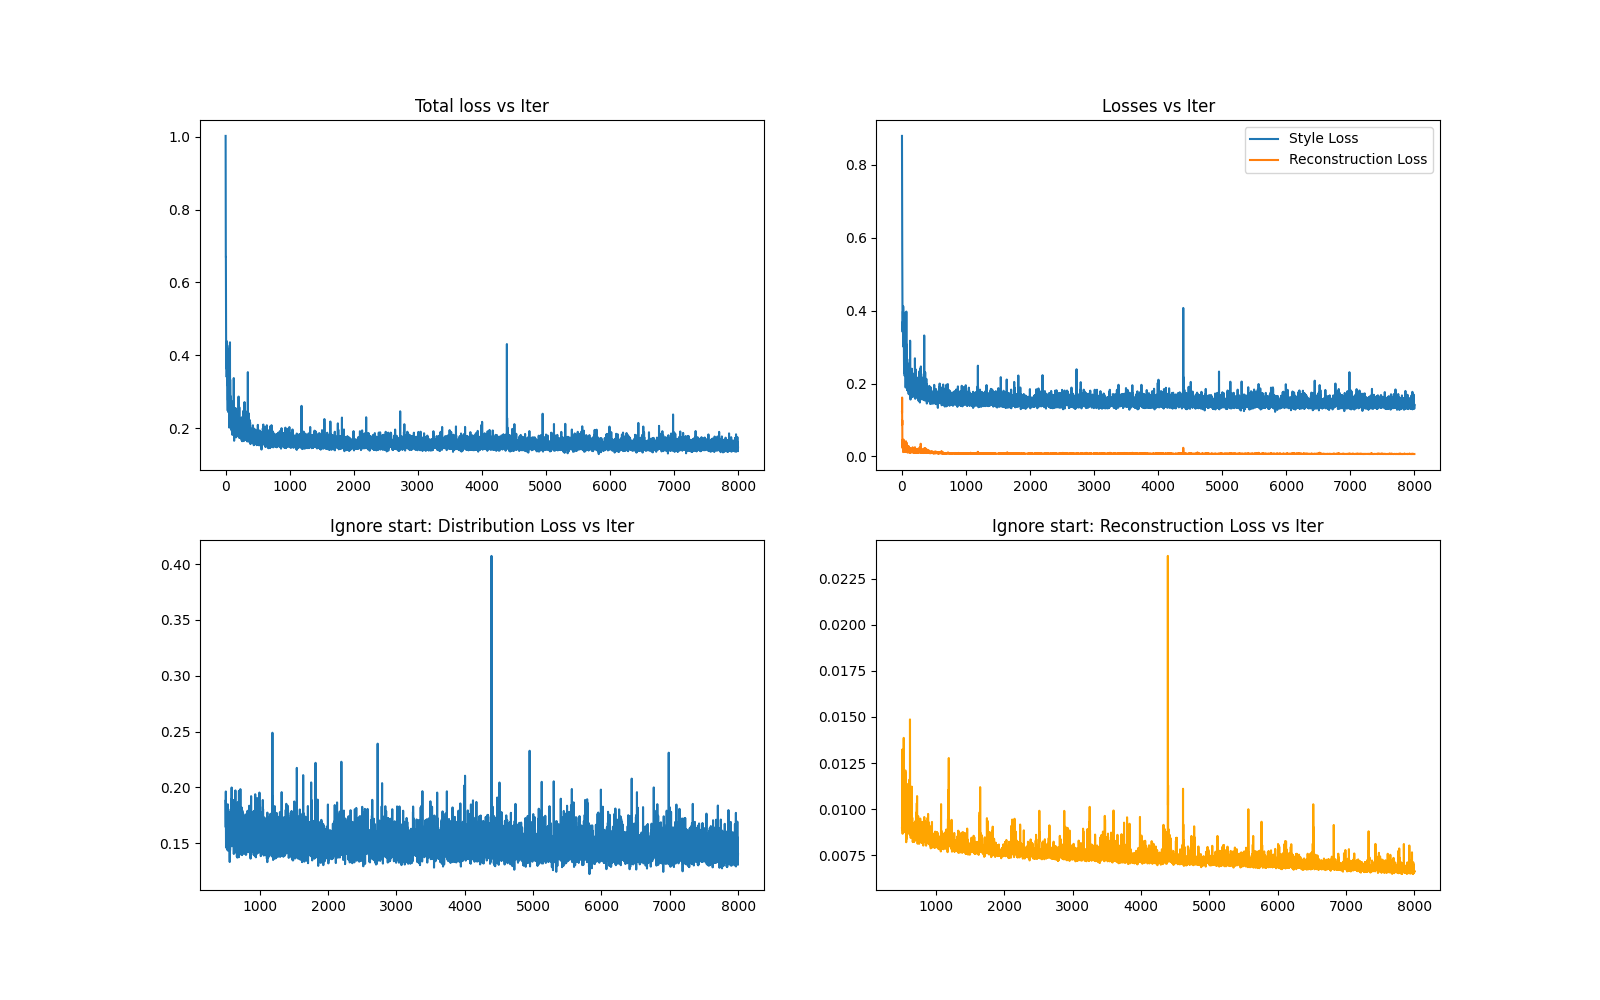 Total loss vs Iter
1.0
0.8
0.6
0.4
0.2
0 1000 2000 3000 4000 5000 6000 7000 8000
Losses vs Iter
Style Loss
Reconstruction Loss
0.8
0.6
0.4
0.2
0.0
0 1000 2000 3000 4000 5000 6000 7000 8000
Ignore start: Distribution Loss vs Iter
0.40
0.35
0.30
0.25
0.20
0.15
1000 2000 3000 4000 5000 6000 7000 8000
Ignore start: Reconstruction Loss vs Iter
0.0225
0.0200
0.0175
0.0150
0.0125
0.0100
0.0075
1000 2000 3000 4000 5000 6000 7000 8000